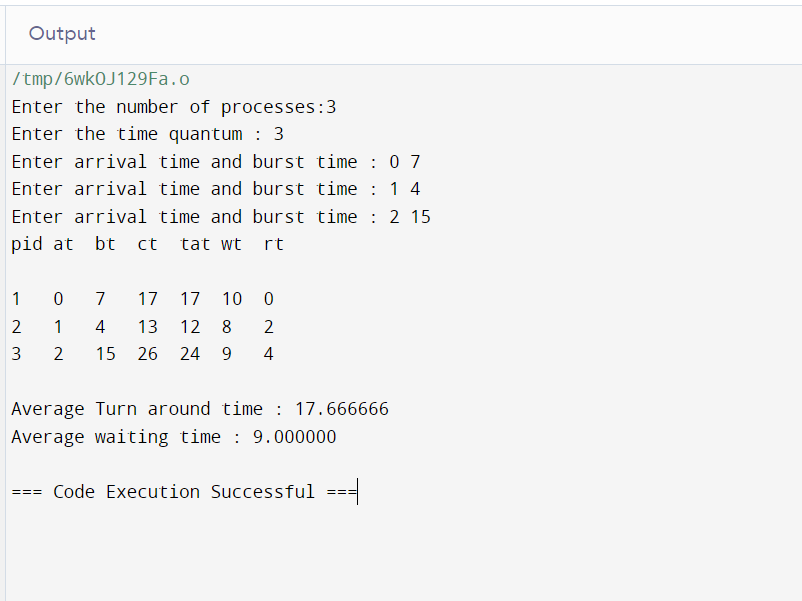 Output
/tmp/6wkOJ129Fa.o
Enter the number of processes:3
Enter the time quantum : 3
Enter arrival time and burst time : 0 7
Enter arrival time and burst time : 1 4
Enter arrival time and burst time : 2 15
pid at  bt  ct  tat wt  rt
1   0   7   17  17  10  0
2   1   4   13  12  8   2
3   2   15  26  24  9   4
Average Turn around time : 17.666666
Average waiting time : 9.000000
=== Code Execution Successful ===